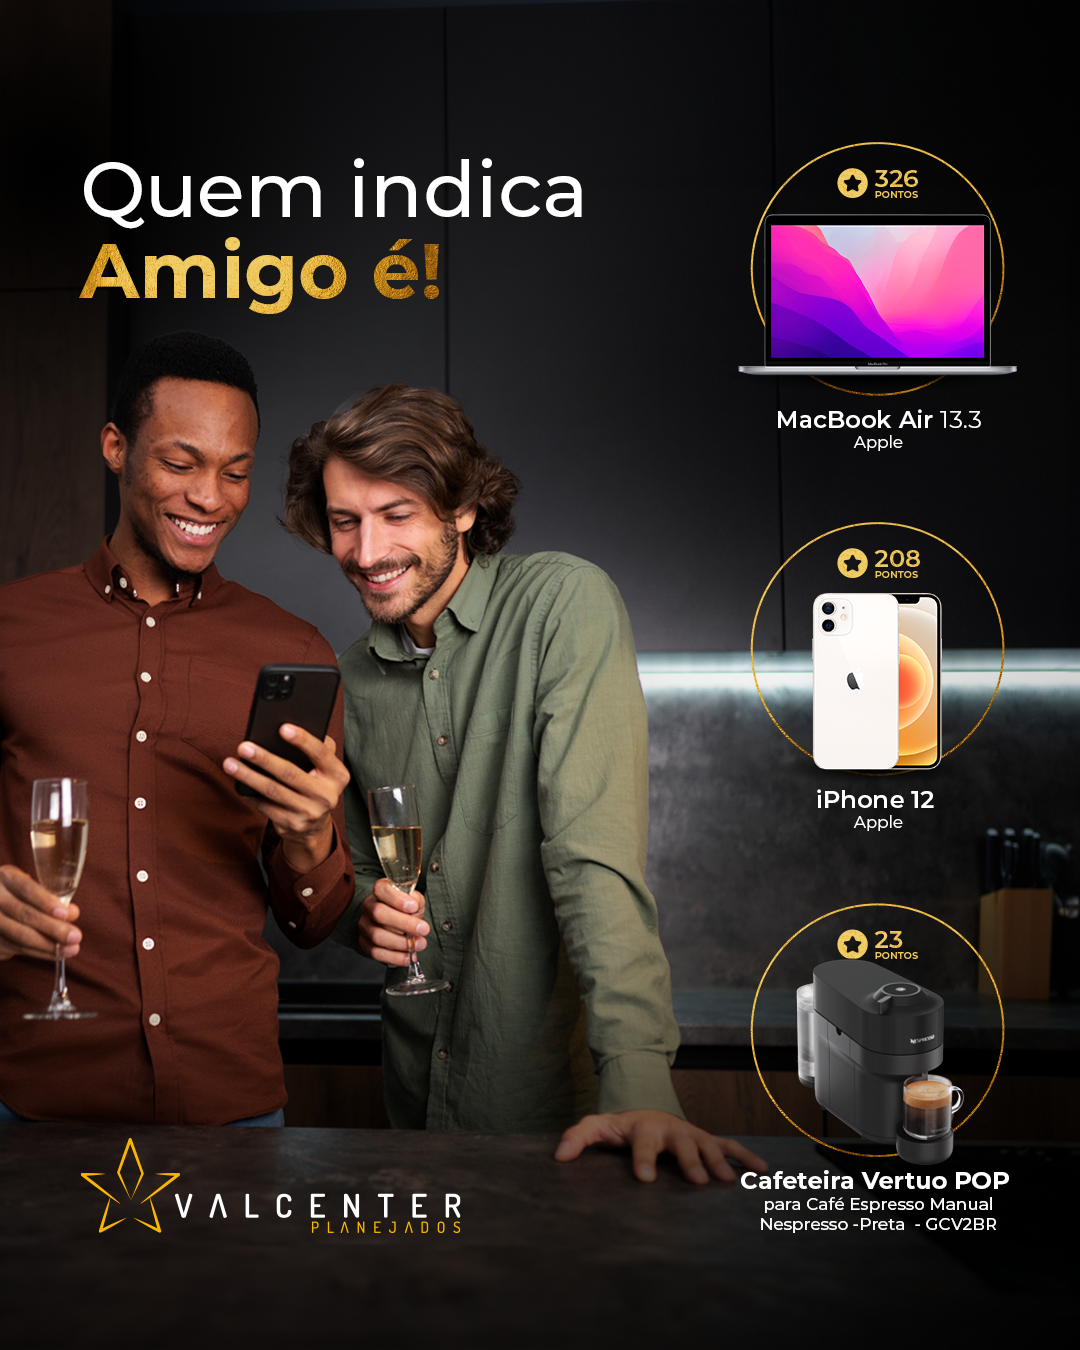 Quem indica
Amigo é!
326
PONTOS
MacBook Air 13.3
Apple
208
PONTOS
iPhone 12
Apple
23
PONTOS
NESPRESSO
Cafeteira Vertuo POP
para Café Espresso Manual
Nespresso -Preta - GCV2BR
VALCENTER
PLANEJADOS